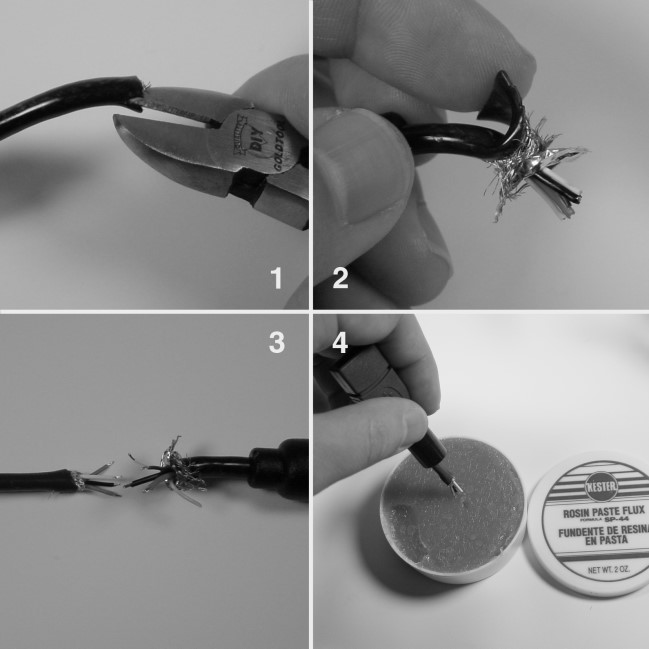 DIY
GOLDTOOL
1
2
3
4
KESTER
ROSIN PASTE FLUX
FORMULA SP-44
FUNDENTE DE RESINA
EN PASTA
NET WT. 2 OZ.